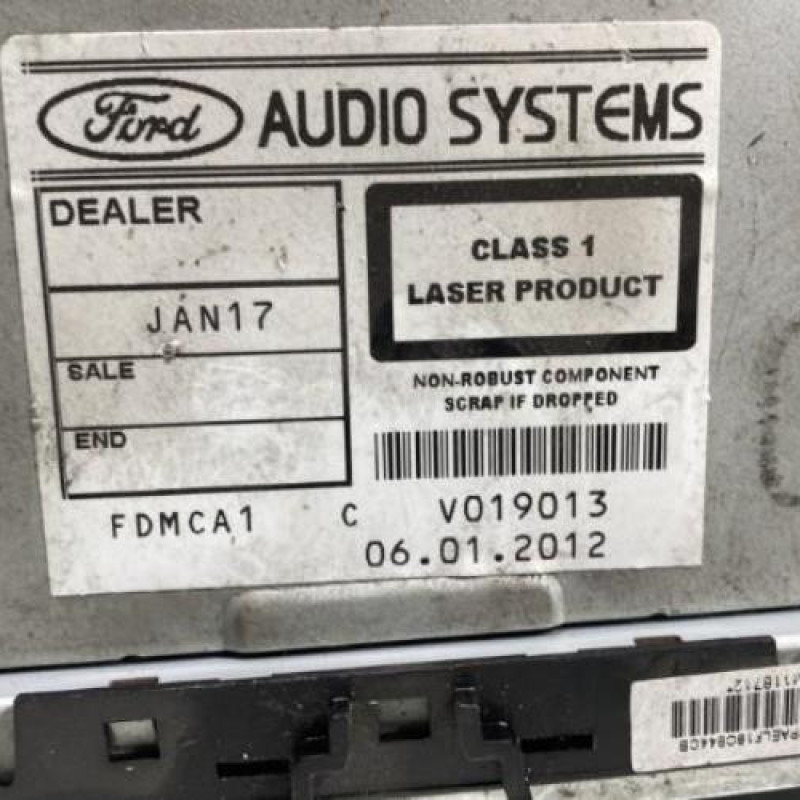 Ford AUDIO SYSTEMS
DEALER
JAN17
SALE
END
CLASS 1
LASER PRODUCT
NON-ROBUST COMPONENT
SCRAP IF DROPPED
FDMCA1 C V019013
06.01.2012